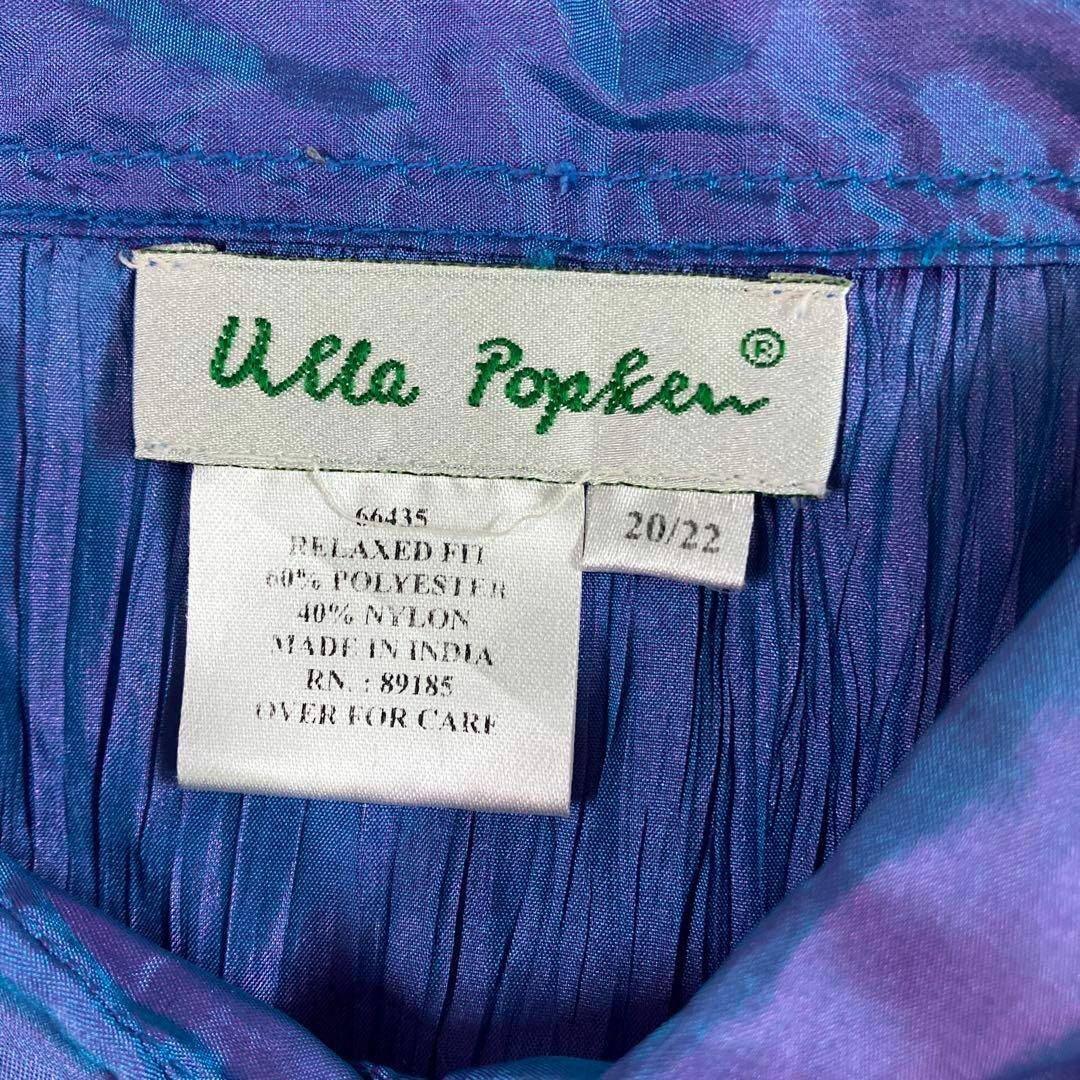 Ulla Popken ®
20/22
66435
RELAXED FIT
60% POLYESTER
40% NYLON
MADE IN INDIA
RN. : 89185
OVER FOR CARE